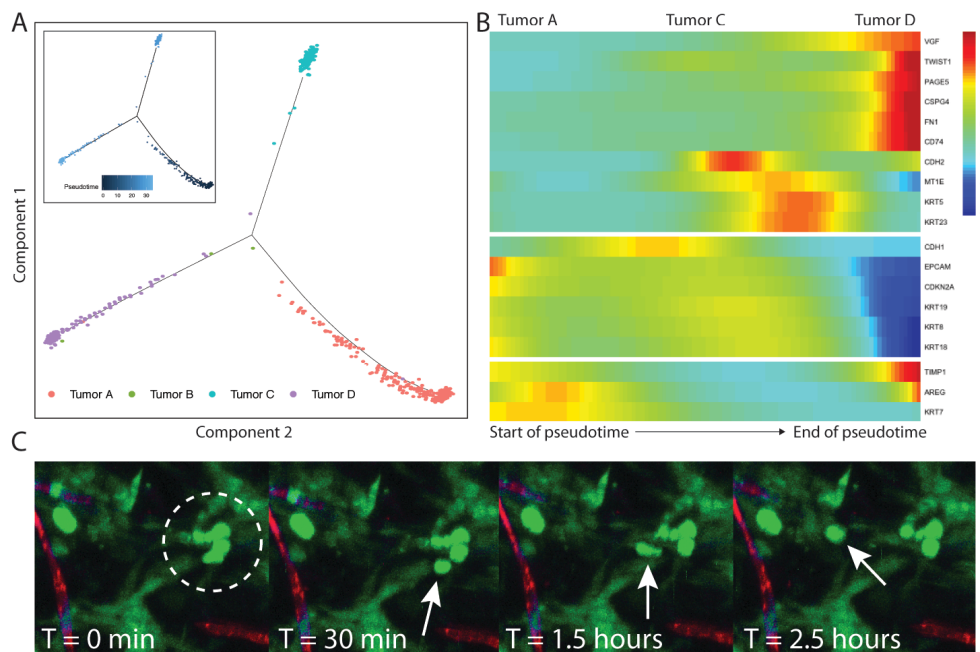 A
Pseudotime
0 10 20 30
Component 1
Tumor A Tumor B Tumor C Tumor D
Component 2
B
Tumor A Tumor C Tumor D
VGF
TWIST1
PAGE5
CSPG4
FN1
CD74
CDH2
MT1E
KRT5
KRT23
CDH1
EPCAM
CDKN2A
KRT19
KRT8
KRT18
TIMP1
AREG
KRT7
Start of pseudotime End of pseudotime
C
T = 0 min
T = 30 min
T = 1.5 hours
T = 2.5 hours